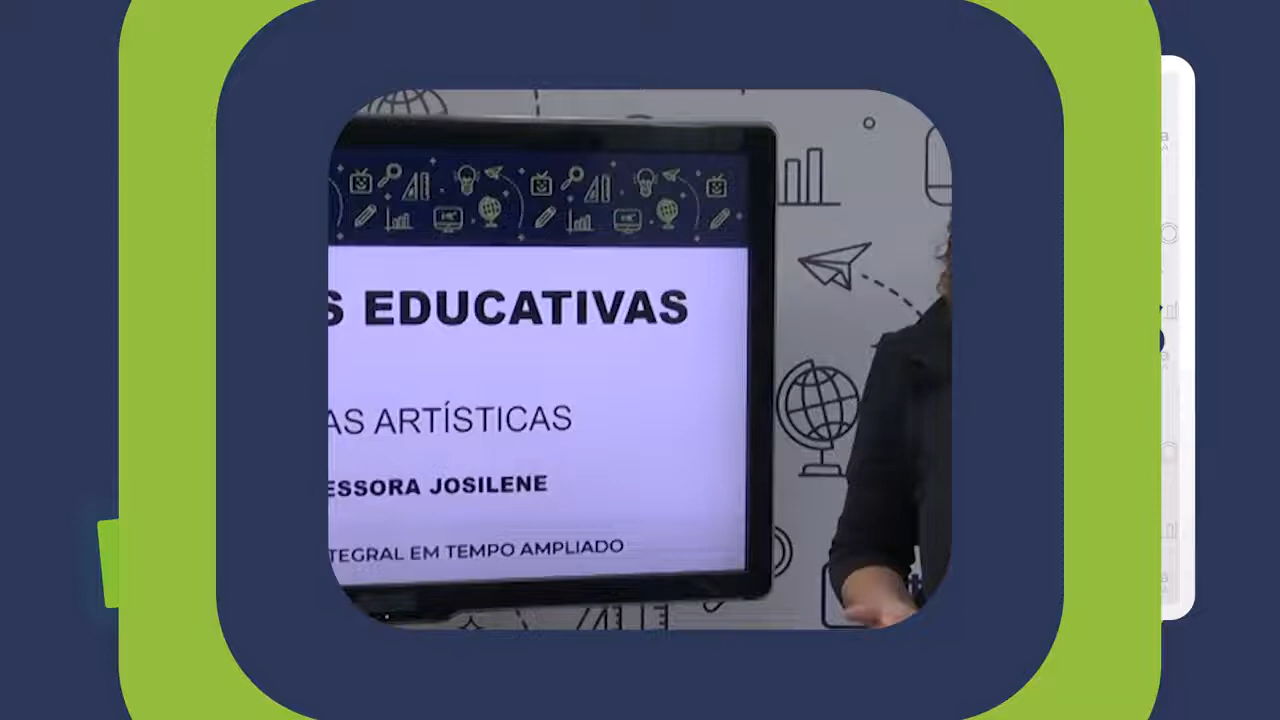 S EDUCATIVAS
AS ARTÍSTICAS
ESSORA JOSILENE
TEGRAL EM TEMPO AMPLIADO